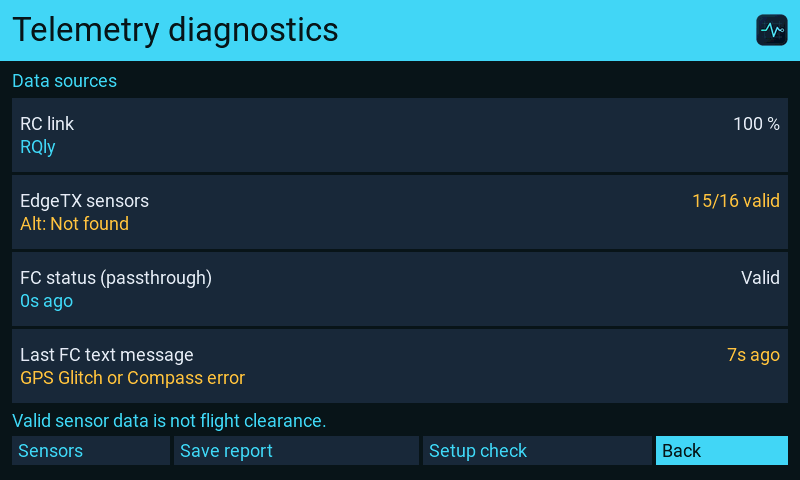 Telemetry diagnostics
Data sources
RC link 100 %
RQly
EdgeTX sensors 15/16 valid
Alt: Not found
FC status (passthrough) Valid
0s ago
Last FC text message 7s ago
GPS Glitch or Compass error
Valid sensor data is not flight clearance.
Sensors Save report Setup check Back